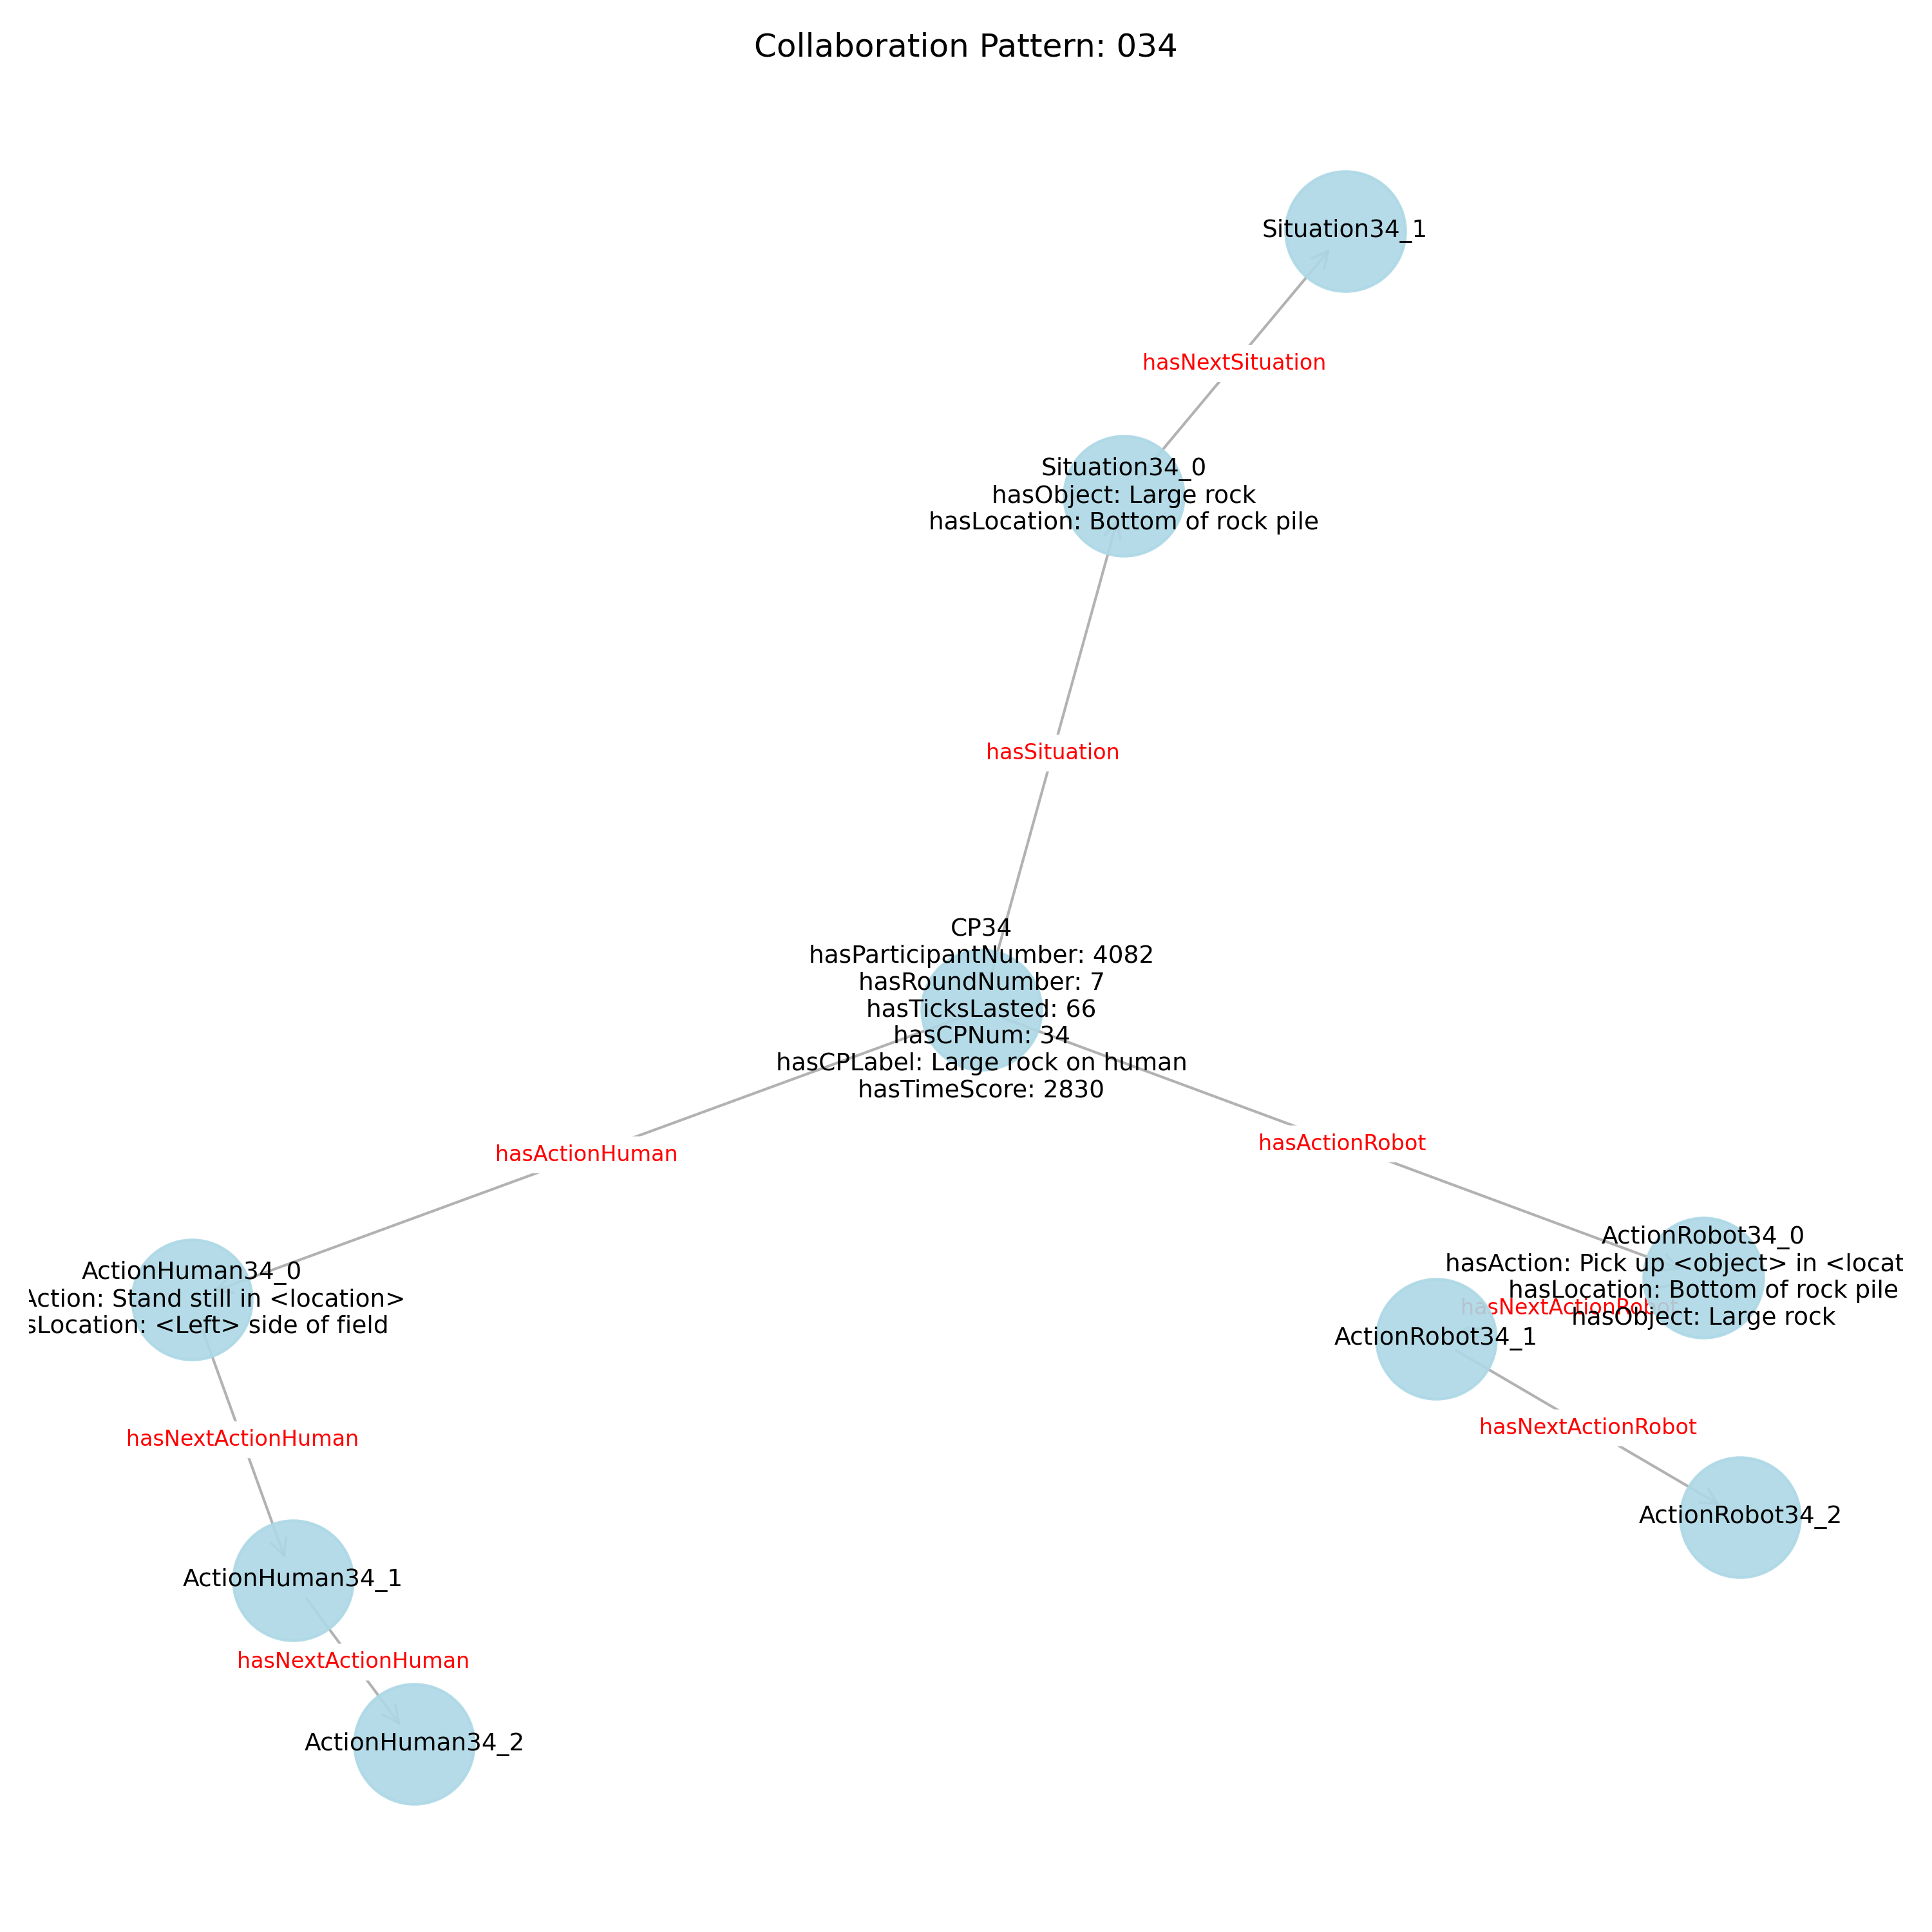 Collaboration Pattern: 034
Situation34_1
hasNextSituation
Situation34_0
hasObject: Large rock
hasLocation: Bottom of rock pile
hasSituation
CP34
hasParticipantNumber: 4082
hasRoundNumber: 7
hasTicksLasted: 66
hasCPNum: 34
hasCPLabel: Large rock on human
hasTimeScore: 2830
hasActionHuman
hasActionRobot
ActionHuman34_0
Action: Stand still in <location>
sLocation: <Left> side of field
ActionRobot34_0
hasAction: Pick up <object> in <locat
hasLocation: Bottom of rock pile
hasObject: Large rock
hasNextActionRobot
ActionRobot34_1
hasNextActionRobot
ActionRobot34_2
hasNextActionHuman
ActionHuman34_1
hasNextActionHuman
ActionHuman34_2